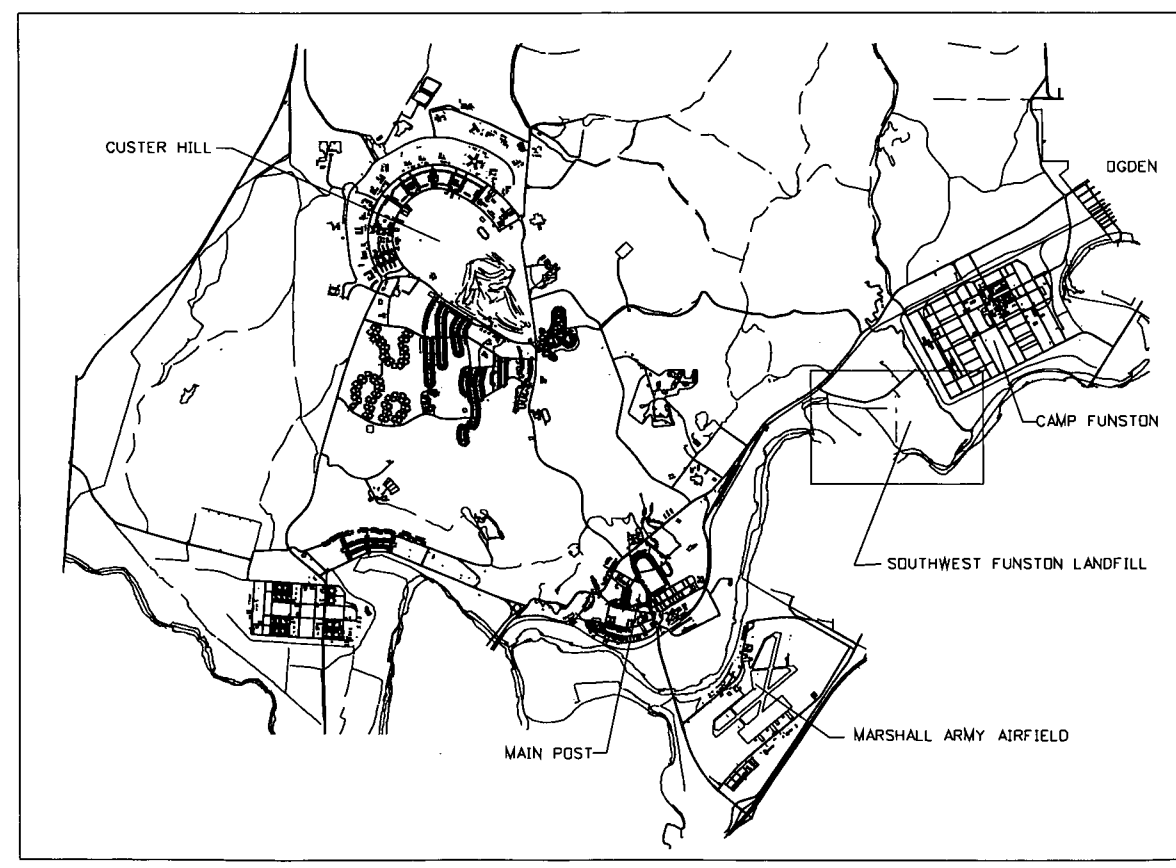 CUSTER HILL
OGDEN
CAMP FUNSTON
SOUTHWEST FUNSTON LANDFILL
MARSHALL ARMY AIRFIELD
MAIN POST